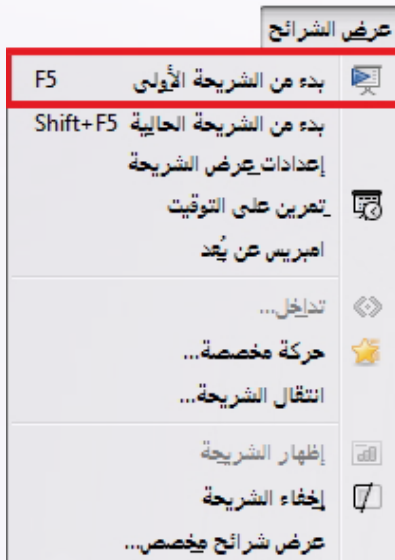 عرض الشرائح
بدء من الشريحة الأولى F5
بدء من الشريحة الحالية Shift+F5
إعدادات عرض الشريحة
تمرين على التوقيت
امبريس عن بُعد
تداخل...
حركة مخصصة...
انتقال الشريحة...
إظهار الشريحة
إخفاء الشريحة
عرض شرائح مخصص...